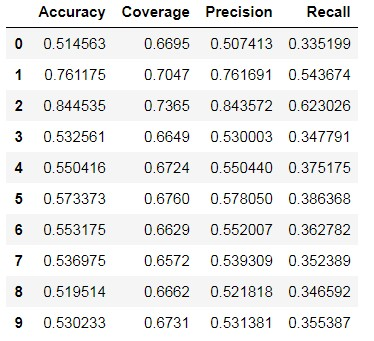 Accuracy Coverage Precision Recall
0 0.514563 0.6695 0.507413 0.335199
1 0.761175 0.7047 0.761691 0.543674
2 0.844535 0.7365 0.843572 0.623026
3 0.532561 0.6649 0.530003 0.347791
4 0.550416 0.6724 0.550440 0.375175
5 0.573373 0.6760 0.578050 0.386368
6 0.553175 0.6629 0.552007 0.362782
7 0.536975 0.6572 0.539309 0.352389
8 0.519514 0.6662 0.521818 0.346592
9 0.530233 0.6731 0.531381 0.355387